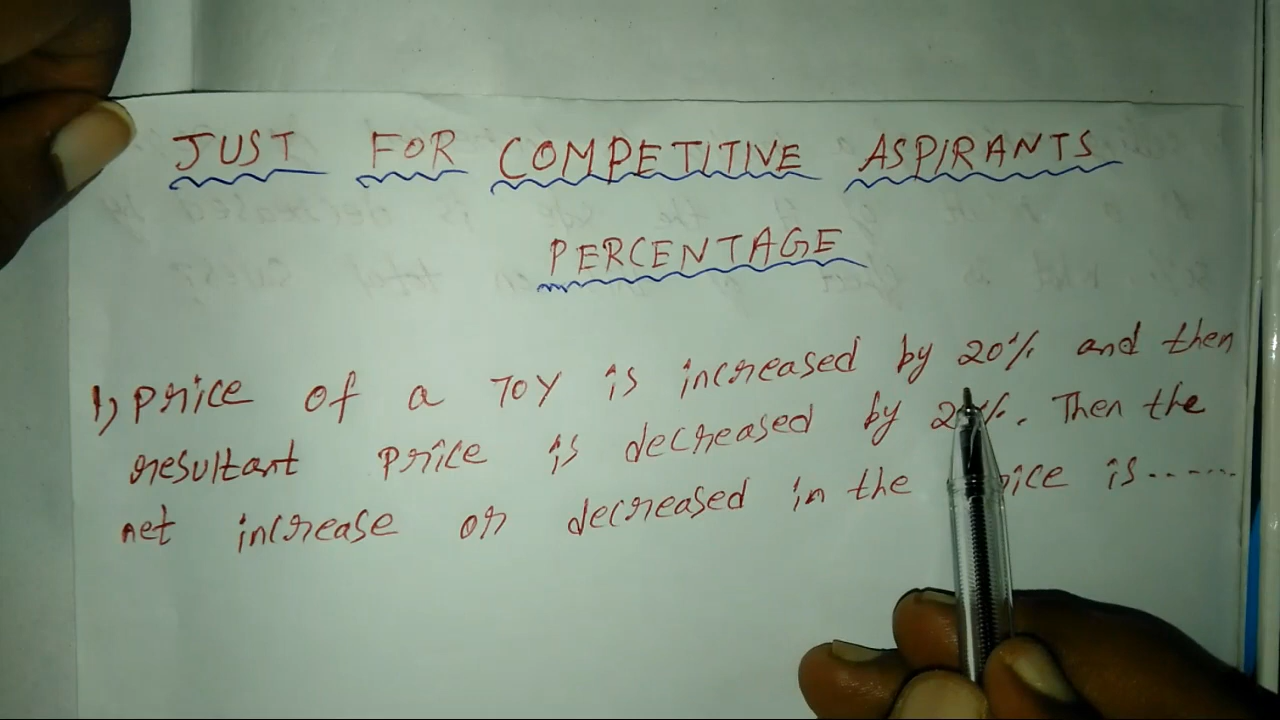 JUST FOR COMPETITIVE ASPIRANTS
PERCENTAGE
1) Price of a TOY is increased by 20% and then
resultant price is decreased by Then the
net increase or decreased in the is......